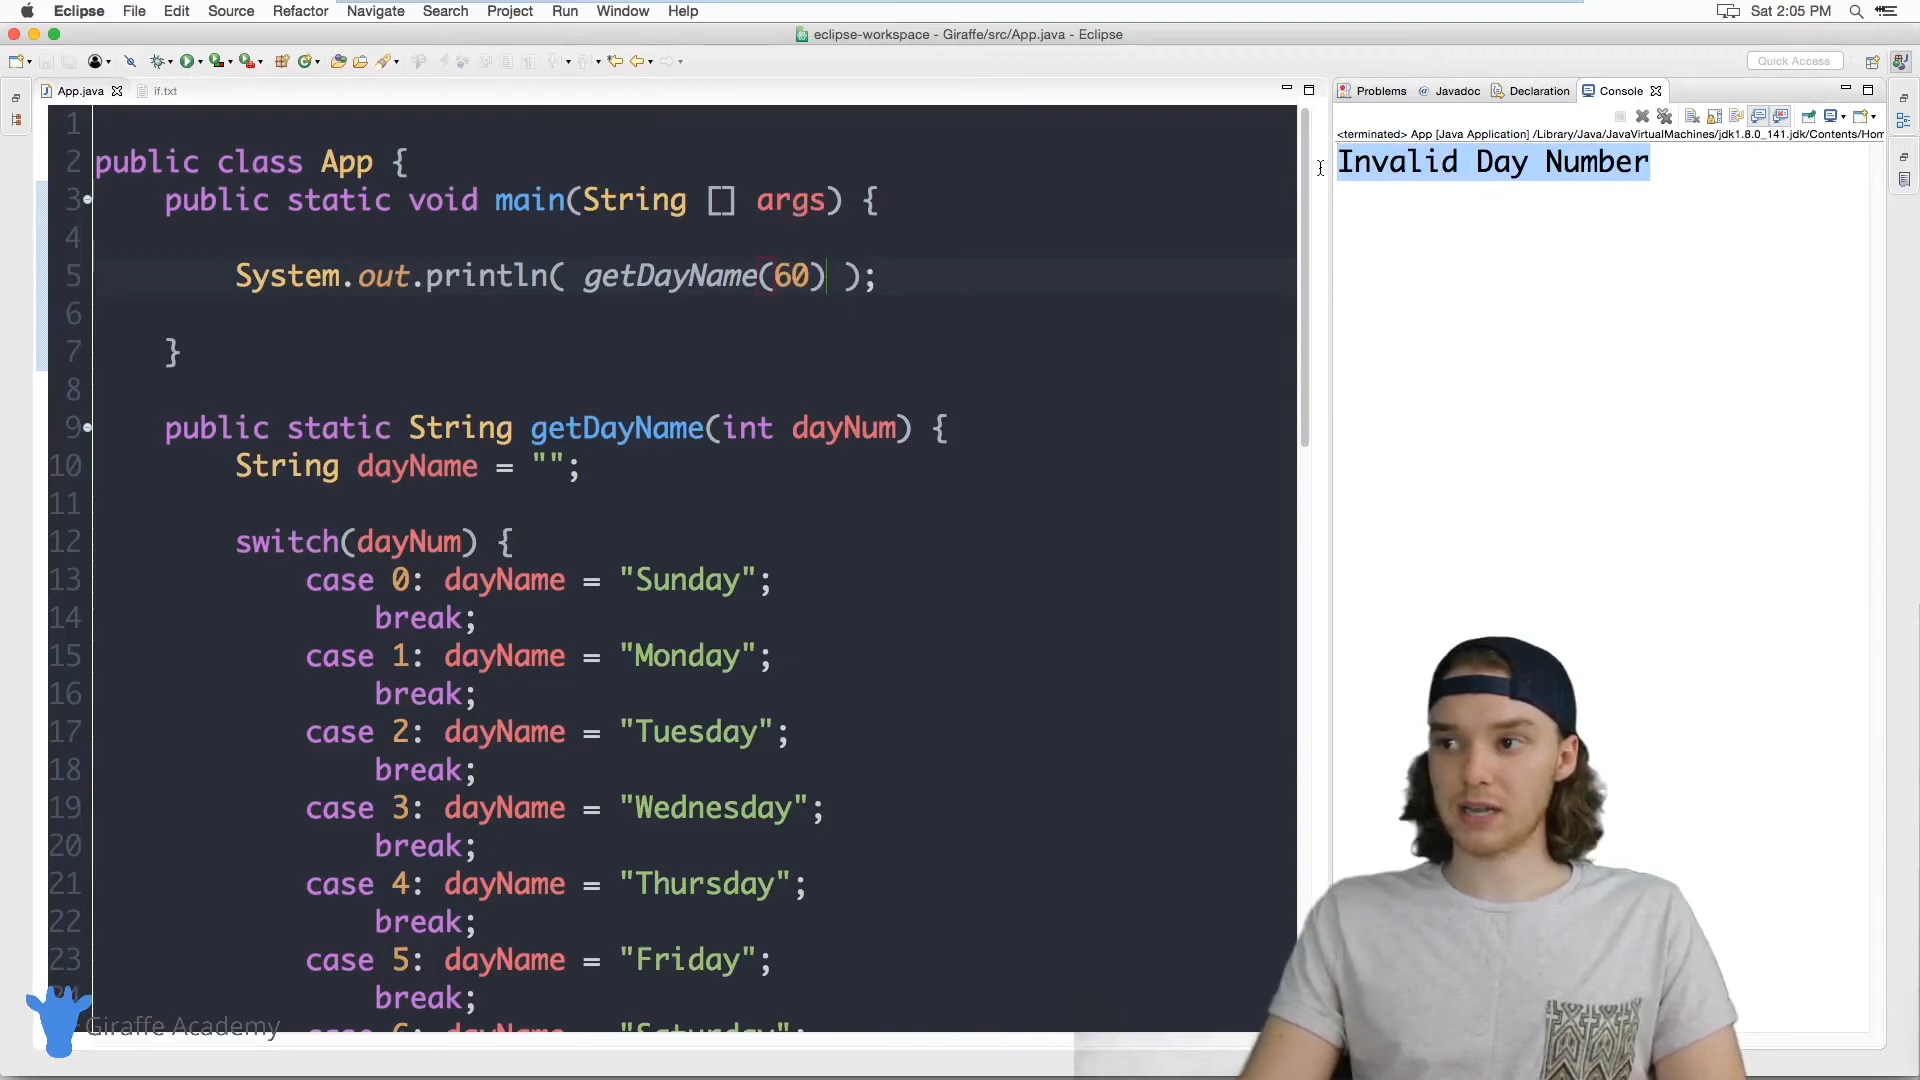 Eclipse File Edit Source Refactor Navigate Search Project Run Window Help
Sat 2:05 PM
eclipse-workspace - Giraffe/src/App.java - Eclipse
Quick Access
App.java
if.txt
Problems
@ Javadoc
Declaration
Console
<terminated> App [Java Application] /Library/Java/JavaVirtualMachines/jdk1.8.0_141.jdk/Contents/Hom
Invalid Day Number
1
2 public class App {
3 public static void main(String [] args) {
4
5 System.out.println( getDayName(60) );
6
7 }
8
9 public static String getDayName(int dayNum) {
10 String dayName = "";
11
12 switch(dayNum) {
13 case 0: dayName = "Sunday";
14 break;
15 case 1: dayName = "Monday";
16 break;
17 case 2: dayName = "Tuesday";
18 break;
19 case 3: dayName = "Wednesday";
20 break;
21 case 4: dayName = "Thursday";
22 break;
23 case 5: dayName = "Friday";
24 break;
case 6: dayName = "Saturday";
Giraffe Academy